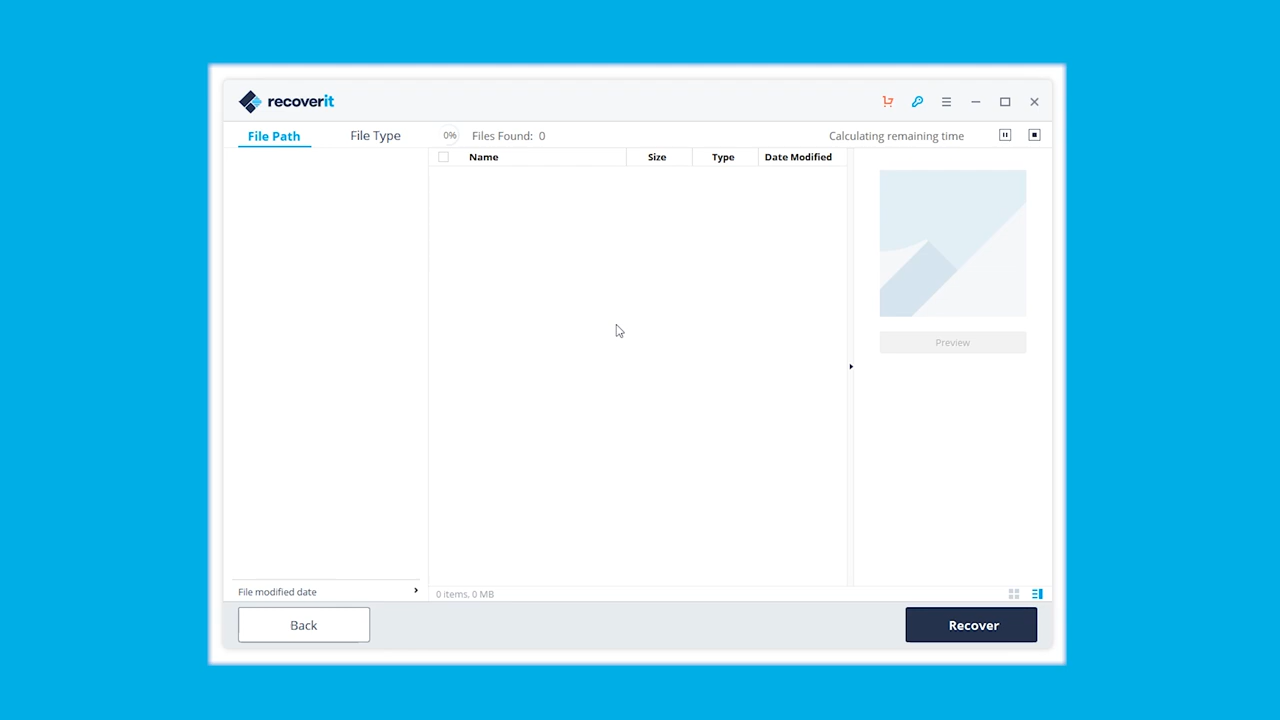 recoverit
File Path File Type 0% Files Found: 0 Calculating remaining time
Name Size Type Date Modified
Preview
File modified date
0 items, 0 MB
Back Recover